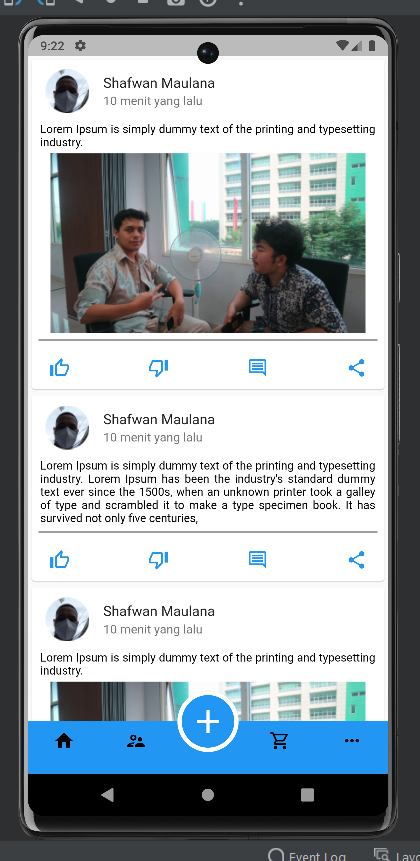 9:22
Shafwan Maulana
10 menit yang lalu
Lorem Ipsum is simply dummy text of the printing and typesetting
industry.
Shafwan Maulana
10 menit yang lalu
Lorem Ipsum is simply dummy text of the printing and typesetting
industry. Lorem Ipsum has been the industry's standard dummy
text ever since the 1500s, when an unknown printer took a galley
of type and scrambled it to make a type specimen book. It has
survived not only five centuries,
Shafwan Maulana
10 menit yang lalu
Lorem Ipsum is simply dummy text of the printing and typesetting
industry.
Event Log